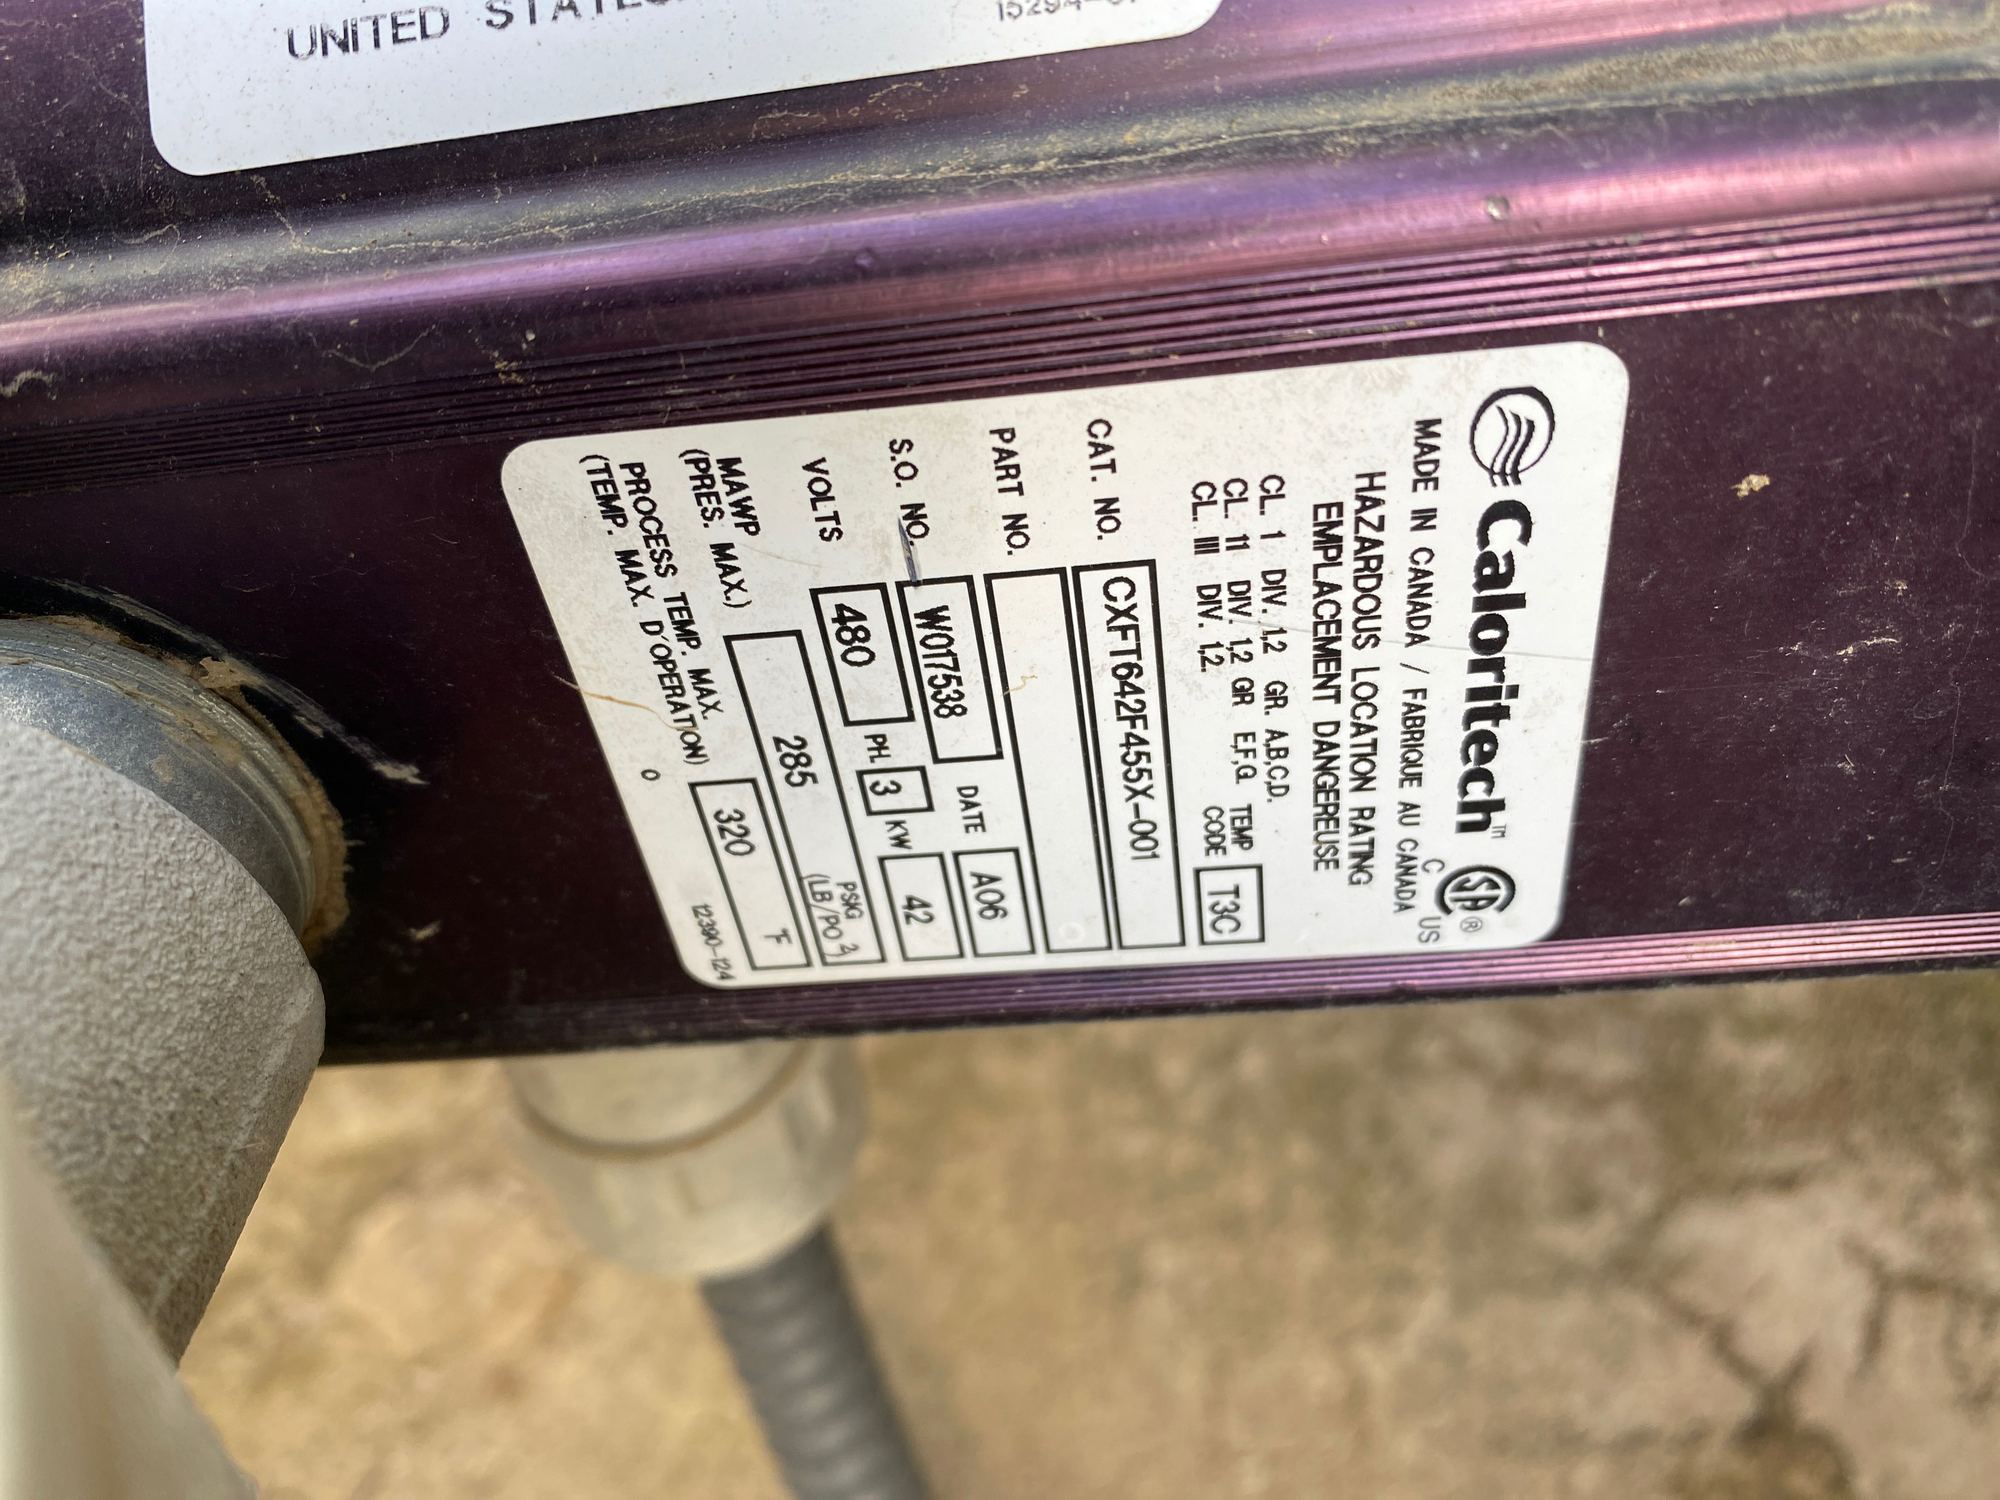 UNITED STATES
Caloritech™
MADE IN CANADA / FABRIQUE AU CANADA
C SA ® US
HAZARDOUS LOCATION RATING
EMPLACEMENT DANGEREUSE
CL. 1 DIV. 1,2 GR. A,B,C,D.
CL. 11 DIV. 1,2 GR E,F,G. TEMP CODE T3C
CL. III DIV. 1,2.
CAT. NO. CXFT642F455X-001
PART NO.
S.O. NO. W017538 DATE A06
VOLTS 480 PH. 3 KW 42
MAWP (PRES. MAX.) 285 PSIG (LB/PO²)
PROCESS TEMP. MAX. (TEMP. MAX. D'OPERATION) 320 °F
12390-124